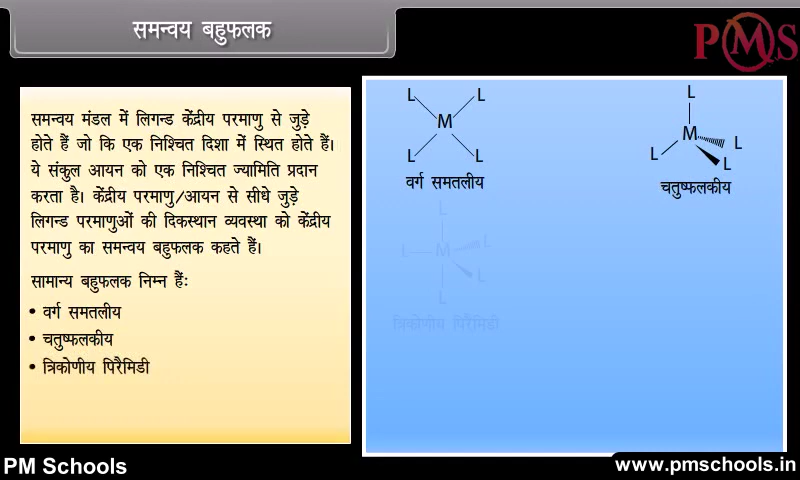 समन्वय बहुफलक
PMS
समन्वय मंडल में लिगन्ड केंद्रीय परमाणु से जुड़े
होते हैं जो कि एक निश्चित दिशा में स्थित होते हैं।
ये संकुल आयन को एक निश्चित ज्यामिति प्रदान
करता है। केंद्रीय परमाणु/आयन से सीधे जुड़े
लिगन्ड परमाणुओं की दिकस्थान व्यवस्था को केंद्रीय
परमाणु का समन्वय बहुफलक कहते हैं।
सामान्य बहुफलक निम्न हैंः
• वर्ग समतलीय
• चतुष्फलकीय
• त्रिकोणीय पिरैमिडी
L L
M
L L
वर्ग समतलीय
L
M
L L
L
चतुष्फलकीय
L
L M L
L
L
त्रिकोणीय पिरैमिडी
PM Schools
www.pmschools.in